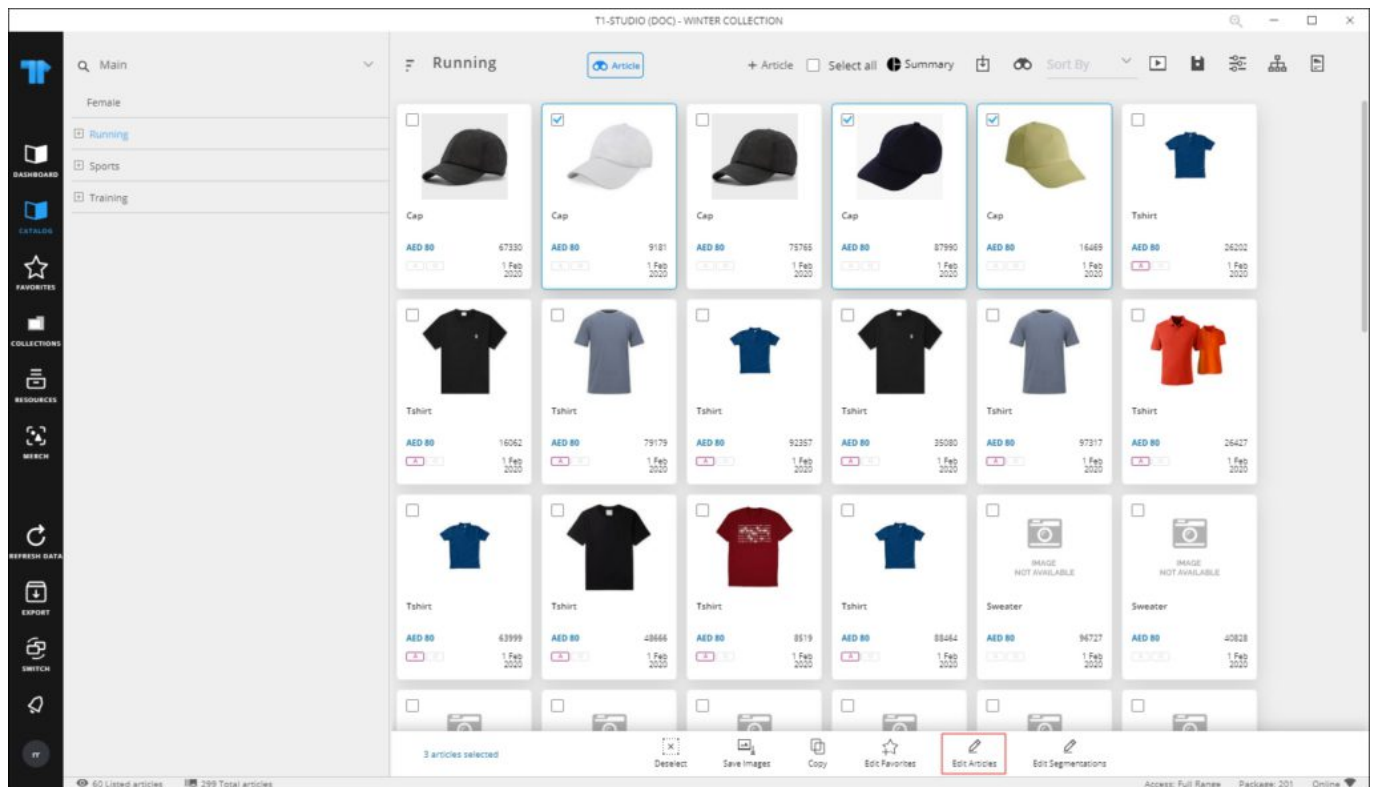 T1-STUDIO (DOC) - WINTER COLLECTION
Main
Female
Running
Sports
Training
DASHBOARD
CATALOG
FAVORITES
COLLECTIONS
RESOURCES
MERCH
REFRESH DATA
EXPORT
SWITCH
Running
Article
+ Article Select all Summary Sort By
Cap Cap Cap Cap Cap Tshirt
AED 80 67330 AED 80 9181 AED 80 75765 AED 80 87990 AED 80 16469 AED 80 26202
1 Feb 1 Feb 1 Feb 1 Feb 1 Feb A 1 Feb
2020 2020 2020 2020 2020 2020
Tshirt Tshirt Tshirt Tshirt Tshirt Tshirt
AED 80 16062 AED 80 79179 AED 80 92357 AED 80 35080 AED 80 97317 AED 80 26427
A 1 Feb A 1 Feb A 1 Feb A 1 Feb A 1 Feb A 1 Feb
2020 2020 2020 2020 2020 2020
IMAGE IMAGE
NOT AVAILABLE NOT AVAILABLE
Tshirt Tshirt Tshirt Tshirt Sweater Sweater
AED 80 63999 AED 80 48666 AED 80 8519 AED 80 88464 AED 80 96727 AED 80 40828
A 1 Feb A 1 Feb A 1 Feb A 1 Feb 1 Feb 1 Feb
2020 2020 2020 2020 2020 2020
3 articles selected
Deselect Save Images Copy Edit Favorites Edit Articles Edit Segmentations
60 Listed articles 299 Total articles Access: Full Range Package: 201 Online